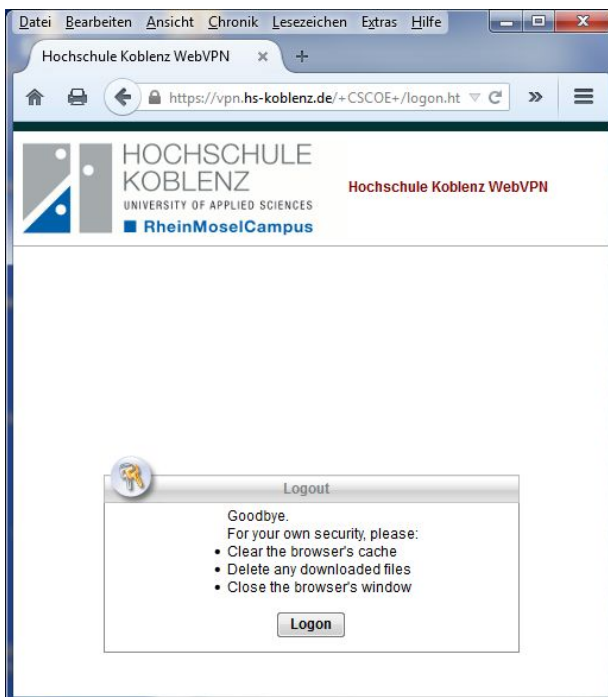 Datei Bearbeiten Ansicht Chronik Lesezeichen Extras Hilfe
Hochschule Koblenz WebVPN
https://vpn.hs-koblenz.de/+CSCOE+/logon.ht
HOCHSCHULE
KOBLENZ
UNIVERSITY OF APPLIED SCIENCES
RheinMoselCampus
Hochschule Koblenz WebVPN
Logout
Goodbye.
For your own security, please:
• Clear the browser's cache
• Delete any downloaded files
• Close the browser's window
Logon